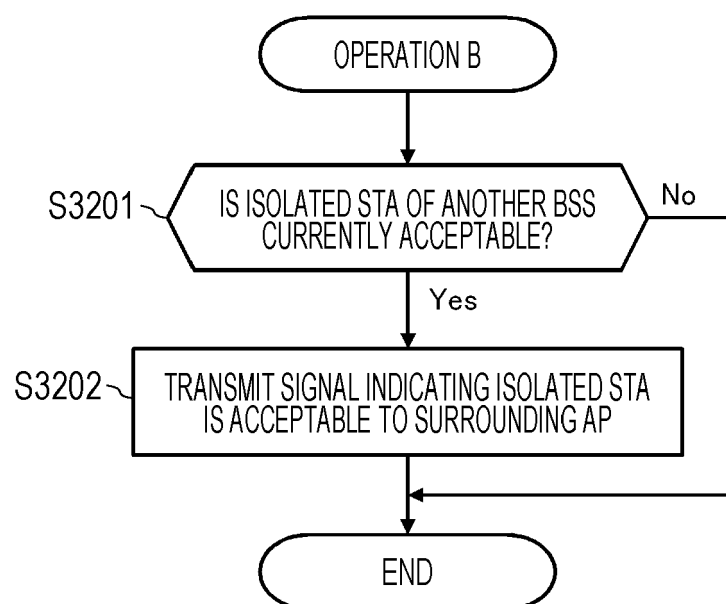 OPERATION B
S3201
IS ISOLATED STA OF ANOTHER BSS
CURRENTLY ACCEPTABLE?
No
Yes
S3202
TRANSMIT SIGNAL INDICATING ISOLATED STA
IS ACCEPTABLE TO SURROUNDING AP
END